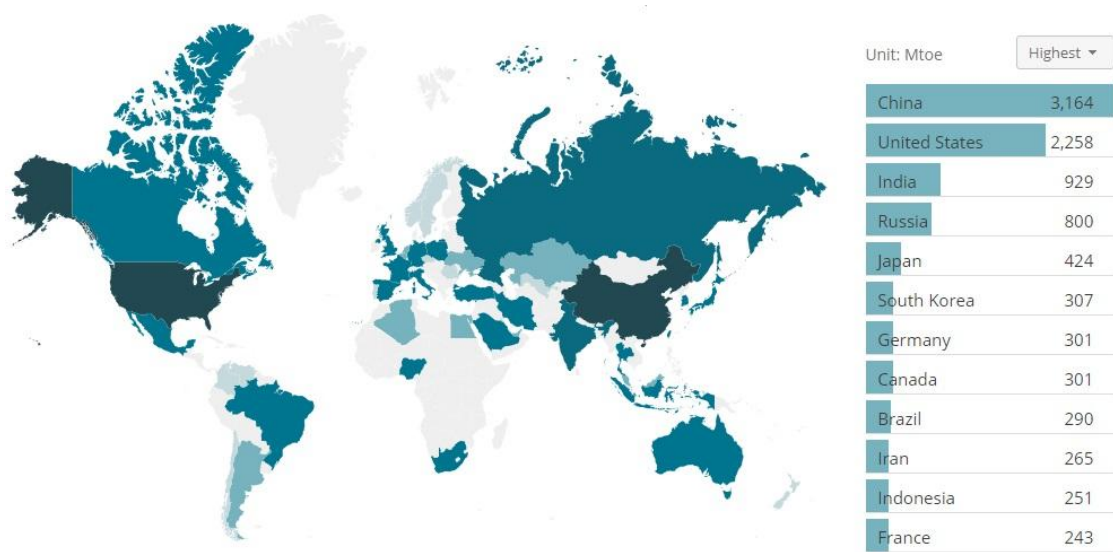 Unit: Mtoe
Highest
China 3,164
United States 2,258
India 929
Russia 800
Japan 424
South Korea 307
Germany 301
Canada 301
Brazil 290
Iran 265
Indonesia 251
France 243